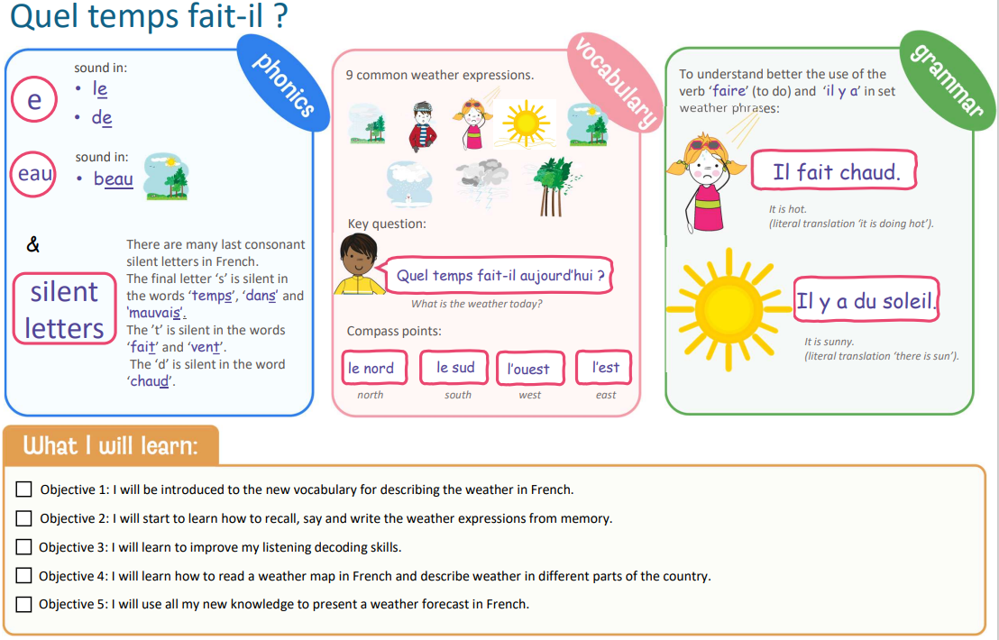 Quel temps fait-il ?
phonics
e
sound in:
• le
• de
eau
sound in:
• beau
&
silent
letters
There are many last consonant
silent letters in French.
The final letter ‘s’ is silent in
the words ‘temps’, ‘dans’ and
‘mauvais’.
The ’t’ is silent in the words
‘fait’ and ‘vent’.
The ‘d’ is silent in the word
‘chaud’.
vocabulary
9 common weather expressions.
Key question:
Quel temps fait-il aujourd’hui ?
What is the weather today?
Compass points:
le nord
le sud
l’ouest
l’est
north
south
west
east
grammar
To understand better the use of the
verb ‘faire’ (to do) and ‘il y a’ in set
weather phrases:
Il fait chaud.
It is hot.
(literal translation ‘it is doing hot’).
Il y a du soleil.
It is sunny.
(literal translation ‘there is sun’).
What I will learn:
Objective 1: I will be introduced to the new vocabulary for describing the weather in French.
Objective 2: I will start to learn how to recall, say and write the weather expressions from memory.
Objective 3: I will learn to improve my listening decoding skills.
Objective 4: I will learn how to read a weather map in French and describe weather in different parts of the country.
Objective 5: I will use all my new knowledge to present a weather forecast in French.